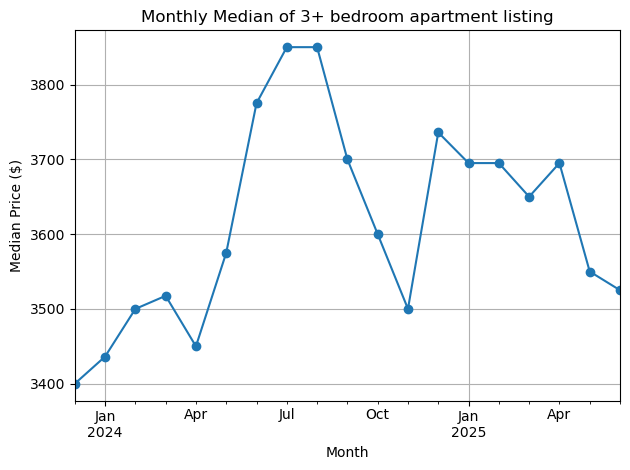 Monthly Median of 3+ bedroom apartment listing
3800
3700
3600
3500
3400
Median Price ($)
Jan Apr Jul Oct Jan Apr
2024 2025
Month